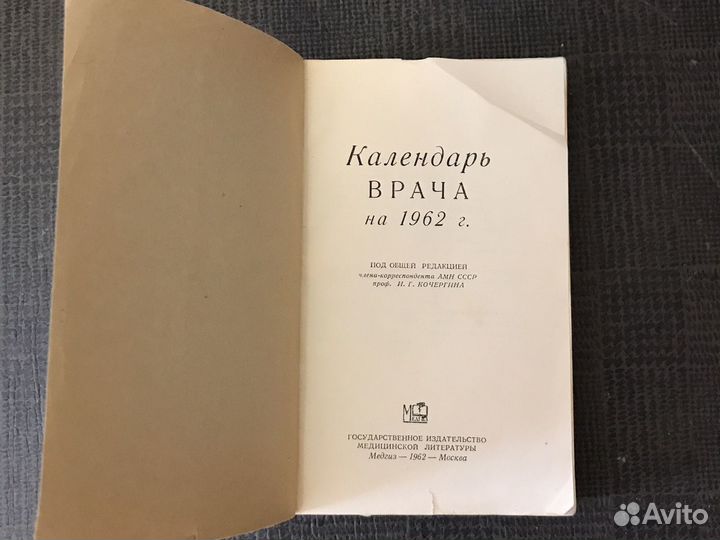 Календарь
ВРАЧА
на 1962 г.
ПОД ОБЩЕЙ РЕДАКЦИЕЙ
члена-корреспондента АМН СССР
проф. И. Г. КОЧЕРГИНА
ГОСУДАРСТВЕННОЕ ИЗДАТЕЛЬСТВО
МЕДИЦИНСКОЙ ЛИТЕРАТУРЫ
Медгиз — 1962 — Москва
Avito